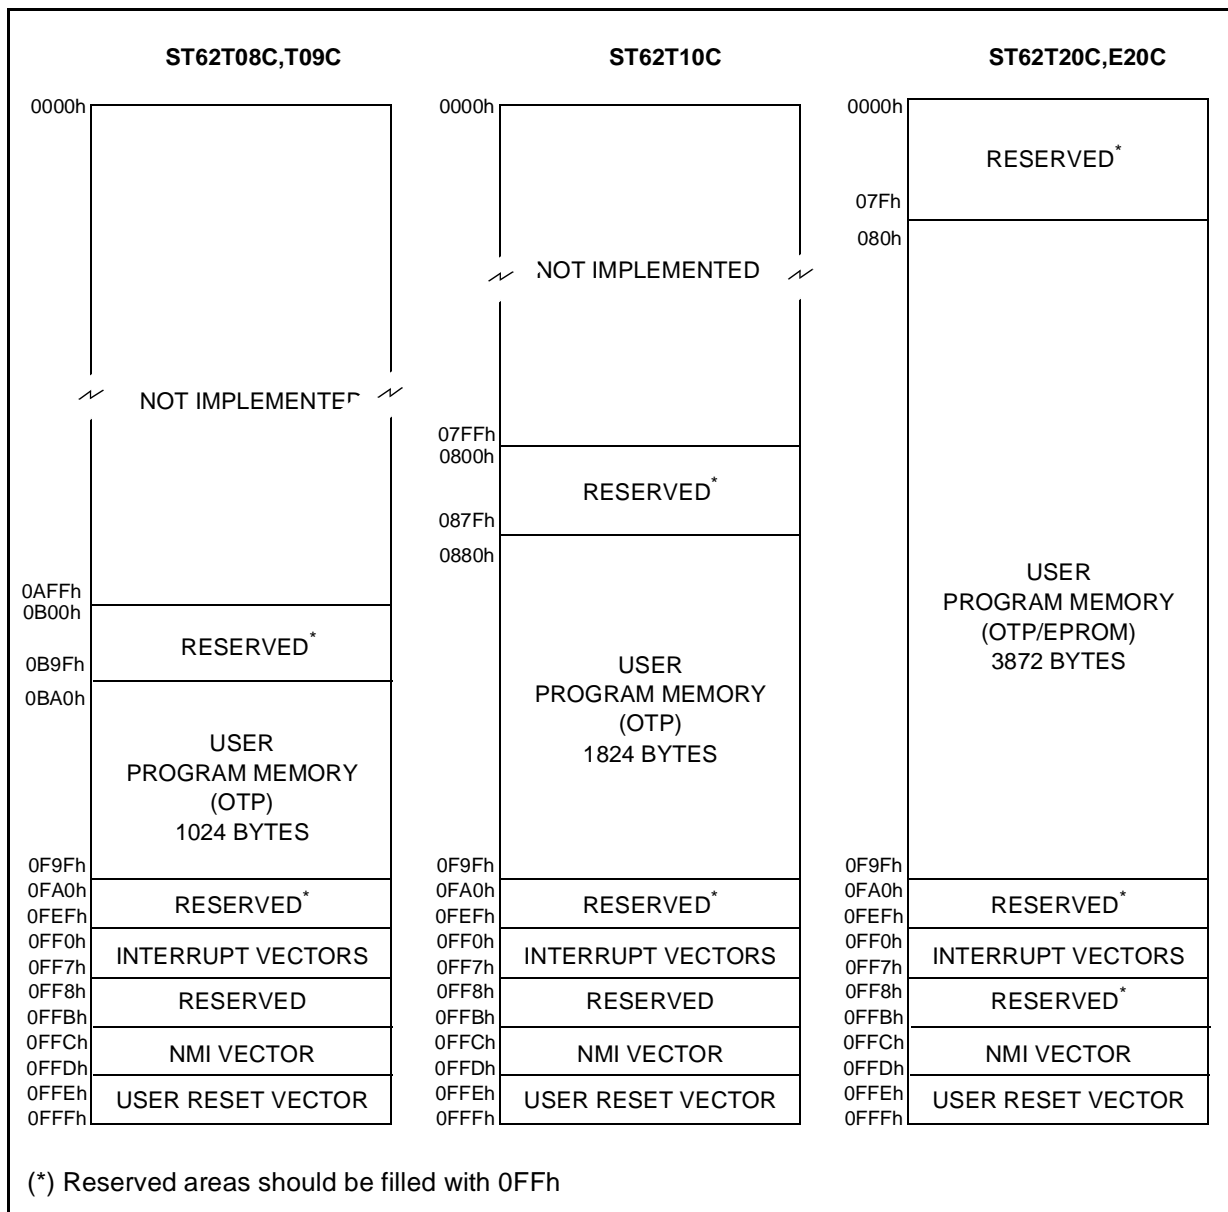 ST62T08C,T09C
0000h
NOT IMPLEMENTED
0AFFh
0B00h
RESERVED*
0B9Fh
0BA0h
USER
PROGRAM MEMORY
(OTP)
1024 BYTES
0F9Fh
0FA0h
RESERVED*
0FEFh
0FF0h
INTERRUPT VECTORS
0FF7h
0FF8h
RESERVED
0FFBh
0FFCh
NMI VECTOR
0FFDh
0FFEh
USER RESET VECTOR
0FFFh
ST62T10C
0000h
NOT IMPLEMENTED
07FFh
0800h
RESERVED*
087Fh
0880h
USER
PROGRAM MEMORY
(OTP)
1824 BYTES
0F9Fh
0FA0h
RESERVED*
0FEFh
0FF0h
INTERRUPT VECTORS
0FF7h
0FF8h
RESERVED
0FFBh
0FFCh
NMI VECTOR
0FFDh
0FFEh
USER RESET VECTOR
0FFFh
ST62T20C,E20C
0000h
RESERVED*
07Fh
080h
USER
PROGRAM MEMORY
(OTP/EPROM)
3872 BYTES
0F9Fh
0FA0h
RESERVED*
0FEFh
0FF0h
INTERRUPT VECTORS
0FF7h
0FF8h
RESERVED*
0FFBh
0FFCh
NMI VECTOR
0FFDh
0FFEh
USER RESET VECTOR
0FFFh
(*) Reserved areas should be filled with 0FFh